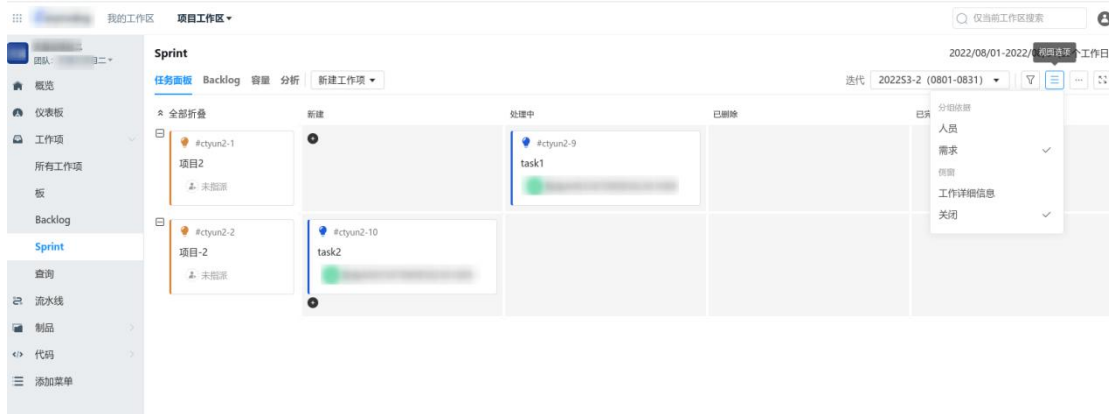 我的工作区 项目工作区 仅当前工作区搜索
团队:
Sprint 2022/08/01-2022/0 视图选项 个工作日
任务面板 Backlog 容量 分析 新建工作项 迭代 2022S3-2 (0801-0831)
概览
仪表板
工作项
所有工作项
板
Backlog
Sprint
查询
流水线
制品
代码
添加菜单
全部折叠 新建 处理中 已删除
#ctyun2-1
项目2
未指派
#ctyun2-9
task1
#ctyun2-2
项目-2
未指派
#ctyun2-10
task2
分组依据
人员
需求
侧窗
工作详细信息
关闭